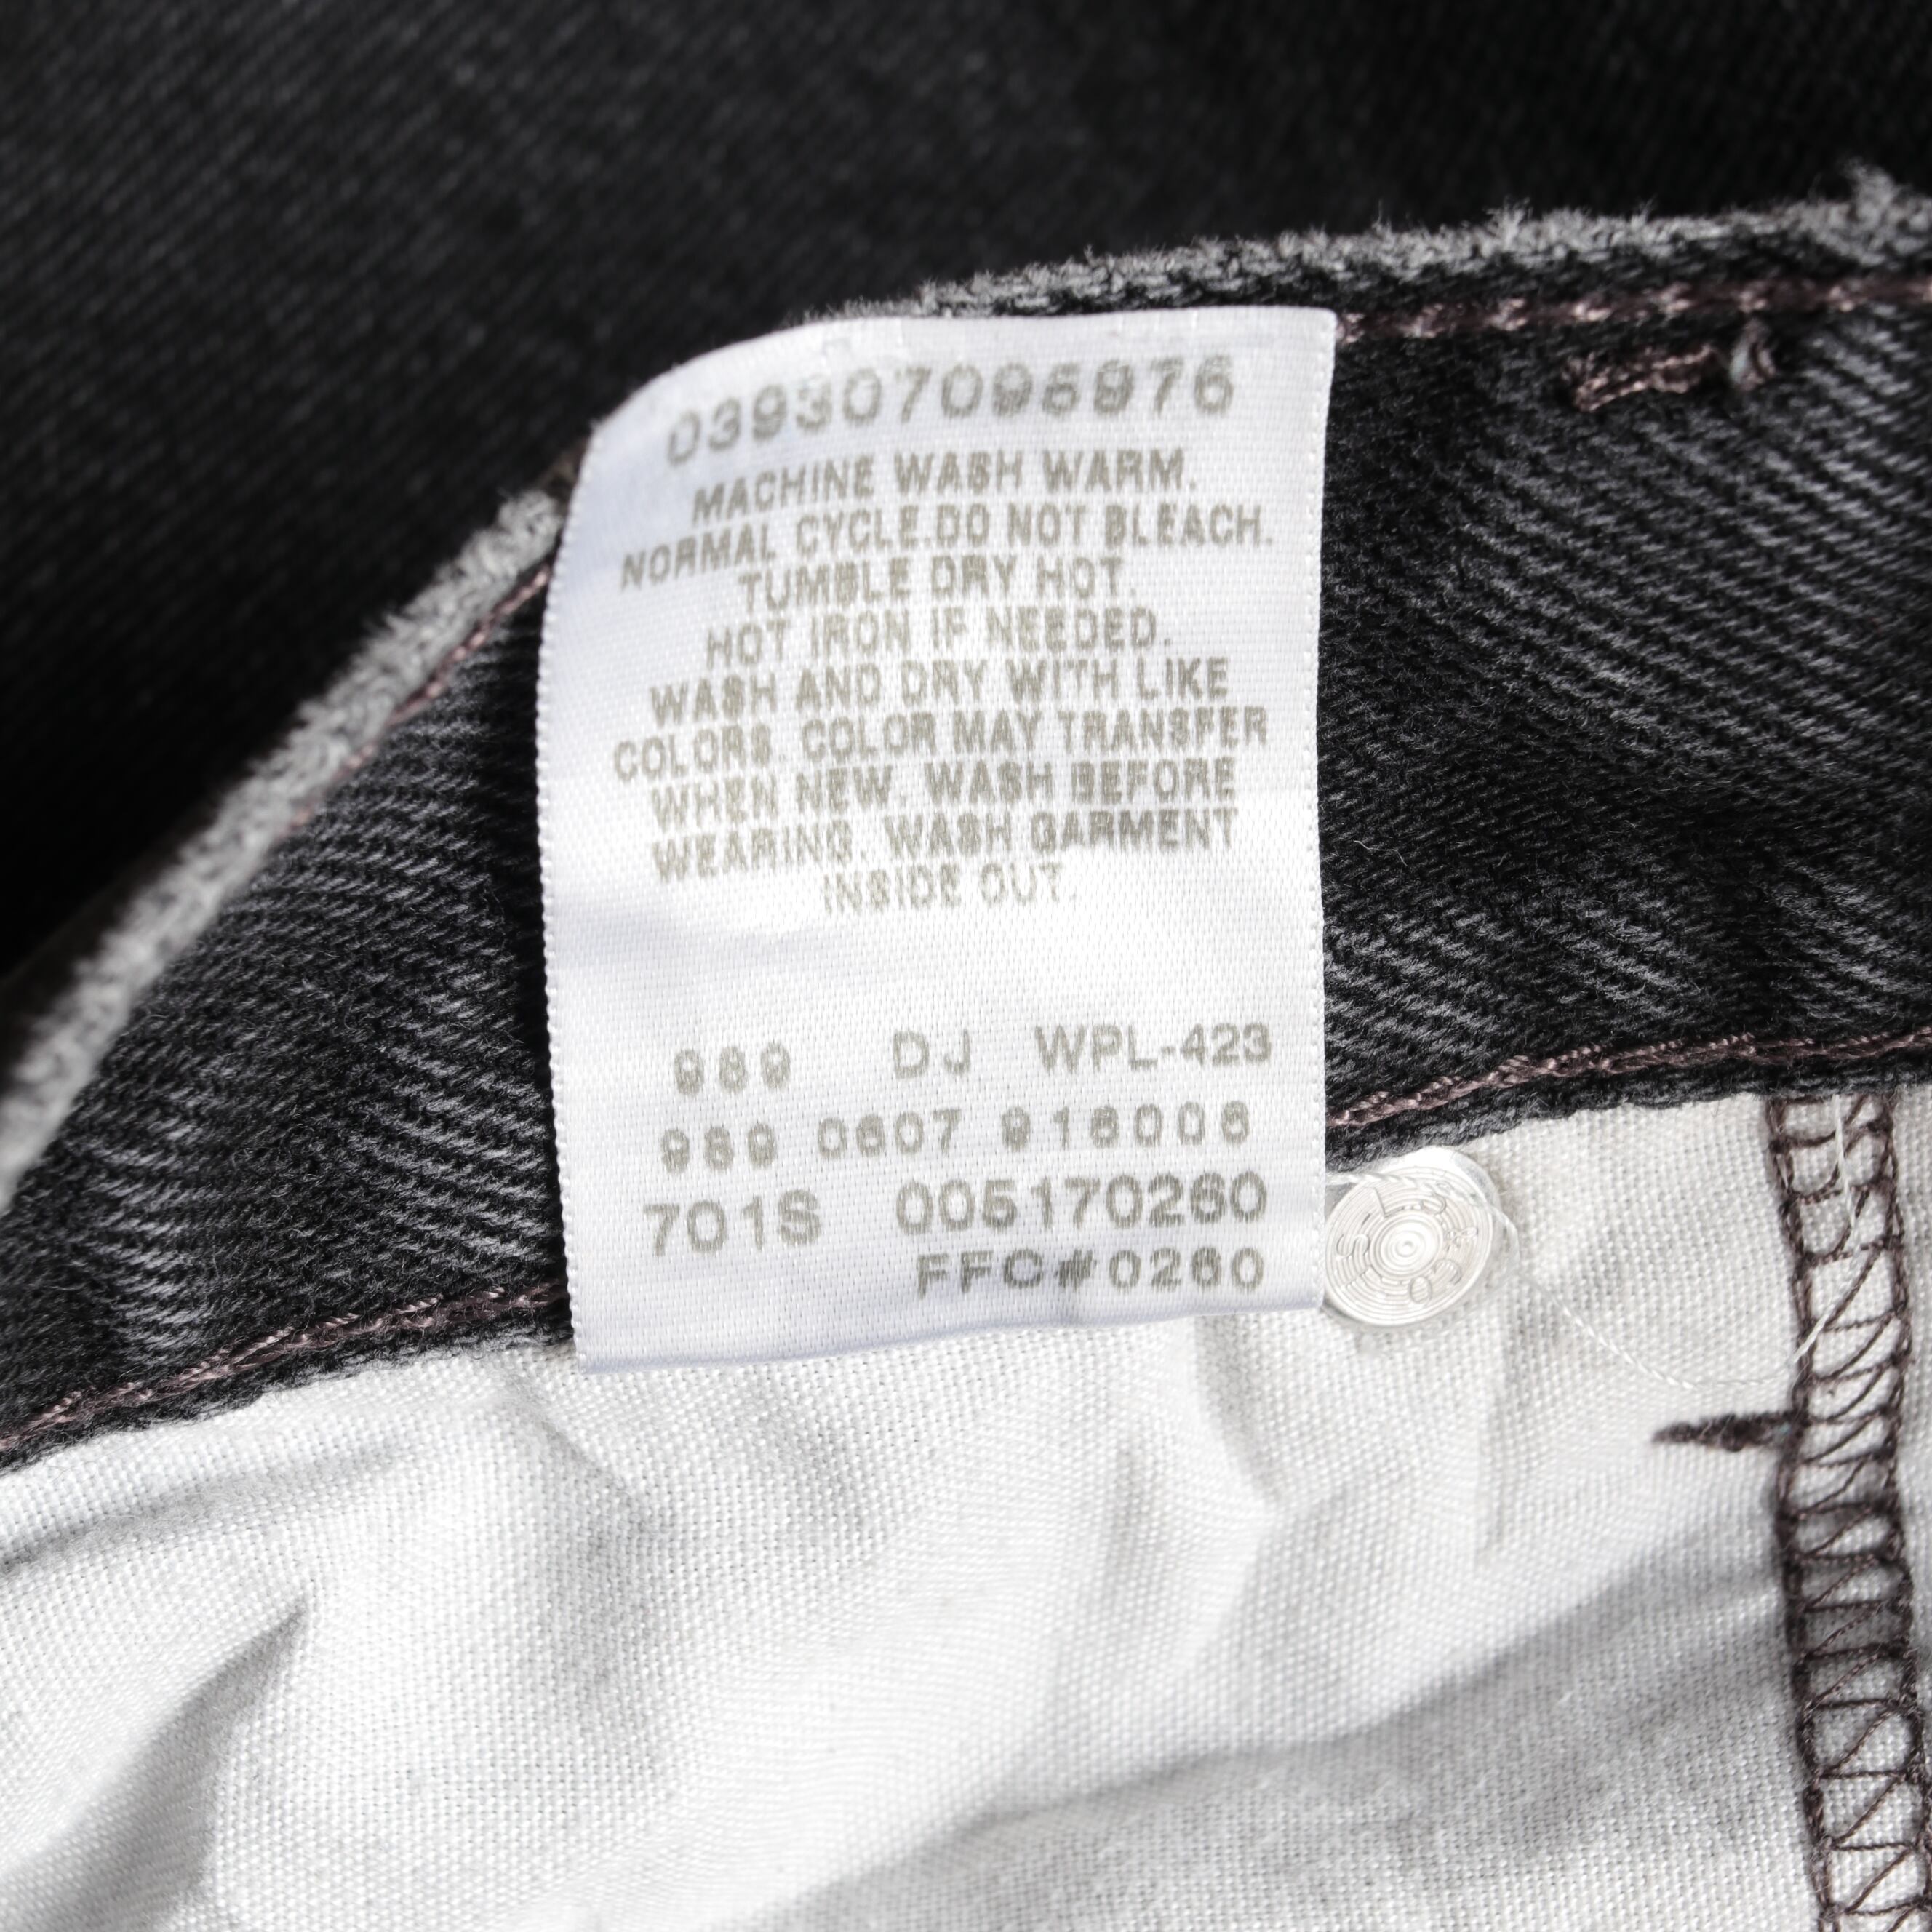 039307095976
MACHINE WASH WARM.
NORMAL CYCLE.DO NOT BLEACH.
TUMBLE DRY HOT
HOT IRON IF NEEDED.
WASH AND DRY WITH LIKE
COLORS. COLOR MAY TRANSFER
WHEN NEW. WASH BEFORE
WEARING. WASH GARMENT
INSIDE OUT.
989 DJ WPL-423
989 0607 916006
701S 005170260
FFC#0260